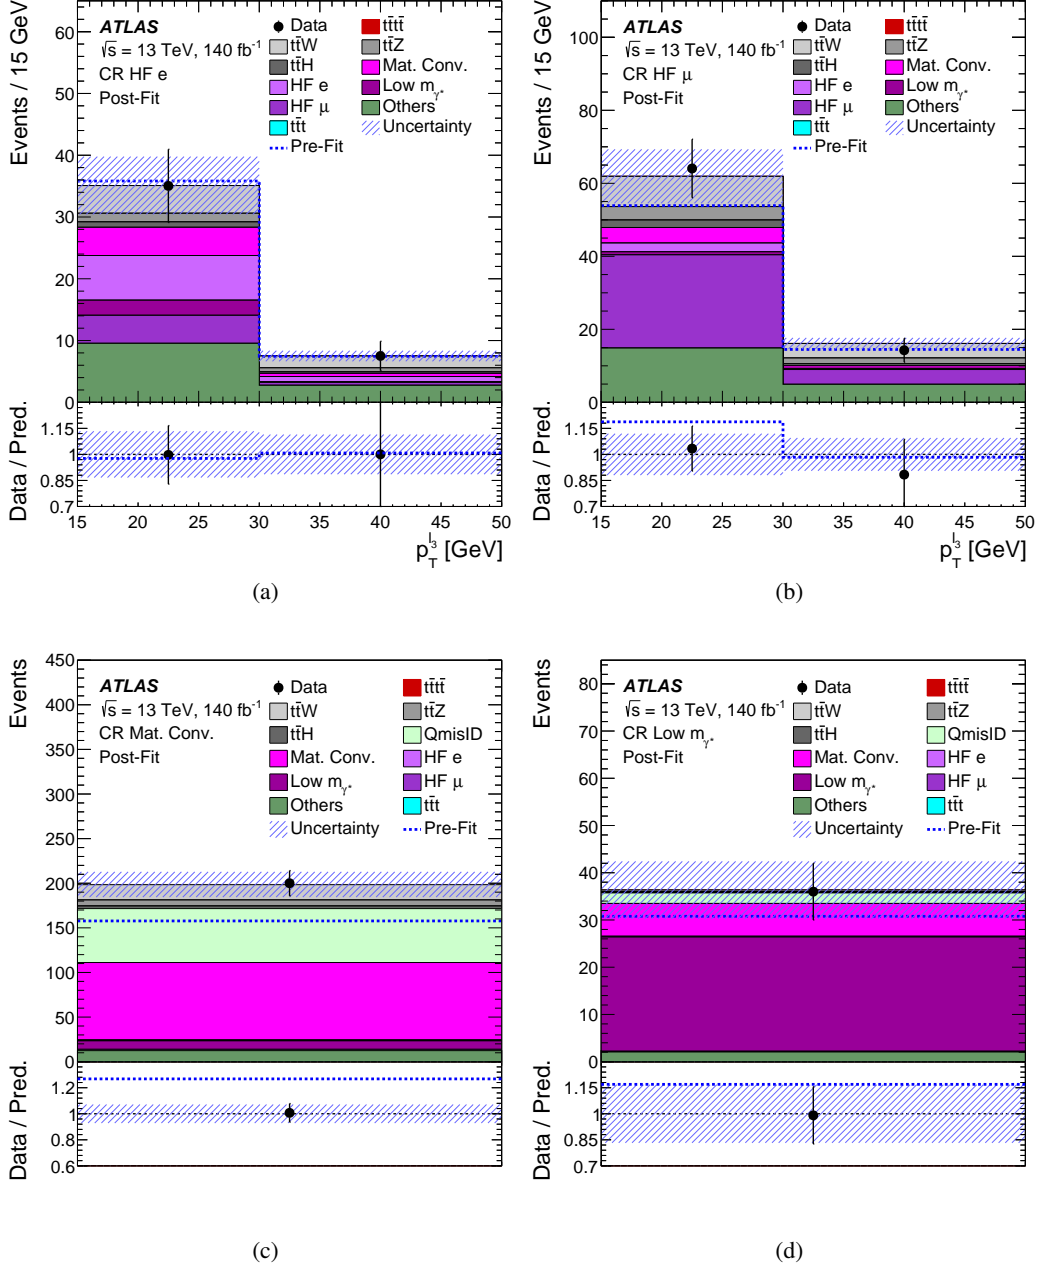 Events / 15 GeV
60
50
40
30
20
10
0
ATLAS
√s = 13 TeV, 140 fb⁻¹
CR HF e
Post-Fit
Data
tt̄W
tt̄H
HF e
HF μ
tt̄t
Pre-Fit
tt̄tt̄
tt̄Z
Mat. Conv.
Low m_γ*
Others
Uncertainty
Data / Pred.
1.15
1
0.85
0.7
15 20 25 30 35 40 45 50
p_T^l₃ [GeV]
(a)
Events / 15 GeV
100
80
60
40
20
0
ATLAS
√s = 13 TeV, 140 fb⁻¹
CR HF μ
Post-Fit
Data
tt̄W
tt̄H
HF e
HF μ
tt̄t
Pre-Fit
tt̄tt̄
tt̄Z
Mat. Conv.
Low m_γ*
Others
Uncertainty
Data / Pred.
1.15
1
0.85
0.7
15 20 25 30 35 40 45 50
p_T^l₃ [GeV]
(b)
Events
450
400
350
300
250
200
150
100
50
0
ATLAS
√s = 13 TeV, 140 fb⁻¹
CR Mat. Conv.
Post-Fit
Data
tt̄W
tt̄H
Mat. Conv.
Low m_γ*
Others
Uncertainty
tt̄tt̄
tt̄Z
QmisID
HF e
HF μ
tt̄t
Pre-Fit
Data / Pred.
1.2
1
0.8
0.6
(c)
Events
80
70
60
50
40
30
20
10
0
ATLAS
√s = 13 TeV, 140 fb⁻¹
CR Low m_γ*
Post-Fit
Data
tt̄W
tt̄H
Mat. Conv.
Low m_γ*
Others
Uncertainty
tt̄tt̄
tt̄Z
QmisID
HF e
HF μ
tt̄t
Pre-Fit
Data / Pred.
1.15
1
0.85
0.7
(d)